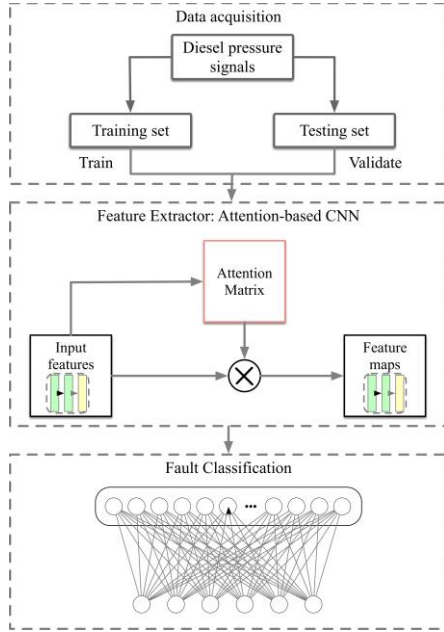 Data acquisition
Diesel pressure
signals
Training set
Testing set
Train
Validate
Feature Extractor: Attention-based CNN
Attention
Matrix
Input
features
Feature
maps
Fault Classification